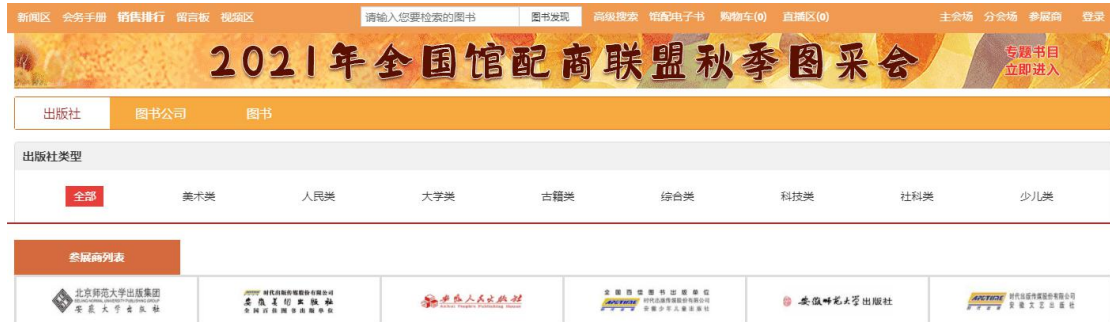 新闻区 会务手册 销售排行 留言板 视频区 请输入您要检索的图书 图书发现 高级搜索 馆配电子书 购物车(0) 直播区(0) 主会场 分会场 参展商 登录
2021年全国馆配商联盟秋季图采会
专题书目
立即进入
出版社 图书公司 图书
出版社类型
全部 美术类 人民类 大学类 古籍类 综合类 科技类 社科类 少儿类
参展商列表
北京师范大学出版集团
安徽大学出版社
时代出版传媒股份有限公司
安徽美术出版社
全国百佳图书出版单位
安徽人民出版社
全国百佳图书出版单位
时代出版传媒股份有限公司
安徽少年儿童出版社
安徽师范大学出版社
时代出版传媒股份有限公司
安徽文艺出版社